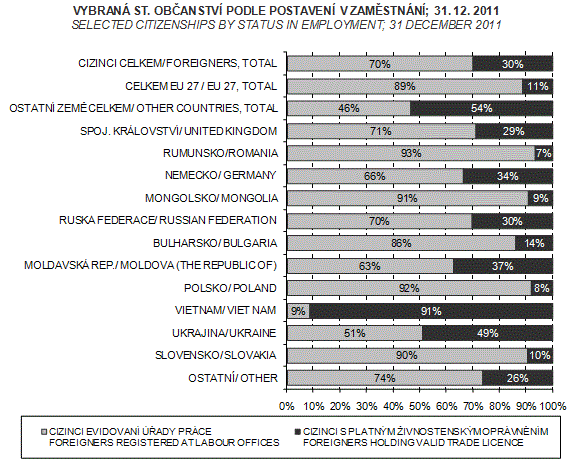 VYBRANÁ ST. OBČANSTVÍ PODLE POSTAVENÍ V ZAMĚSTNÁNÍ; 31. 12. 2011
SELECTED CITIZENSHIPS BY STATUS IN EMPLOYMENT; 31 DECEMBER 2011
CIZINCI CELKEM/ FOREIGNERS, TOTAL 70% 30%
CELKEM EU 27 / EU 27, TOTAL 89% 11%
OSTATNÍ ZEMĚ CELKEM/ OTHER COUNTRIES, TOTAL 46% 54%
SPOJ. KRÁLOVSTVÍ/ UNITED KINGDOM 71% 29%
RUMUNSKO/ROMANIA 93% 7%
NĚMECKO/ GERMANY 66% 34%
MONGOLSKO/ MONGOLIA 91% 9%
RUSKÁ FEDERACE/ RUSSIAN FEDERATION 70% 30%
BULHARSKO/ BULGARIA 86% 14%
MOLDAVSKÁ REP./ MOLDOVA (THE REPUBLIC OF) 63% 37%
POLSKO/ POLAND 92% 8%
VIETNAM/ VIET NAM 9% 91%
UKRAJINA/ UKRAINE 51% 49%
SLOVENSKO/ SLOVAKIA 90% 10%
OSTATNÍ/ OTHER 74% 26%
0% 10% 20% 30% 40% 50% 60% 70% 80% 90% 100%
CIZINCI EVIDOVANÍ ÚŘADY PRÁCE
FOREIGNERS REGISTERED AT LABOUR OFFICES
CIZINCI S PLATNÝM ŽIVNOSTENSKÝM OPRÁVNĚNÍM
FOREIGNERS HOLDING VALID TRADE LICENCE